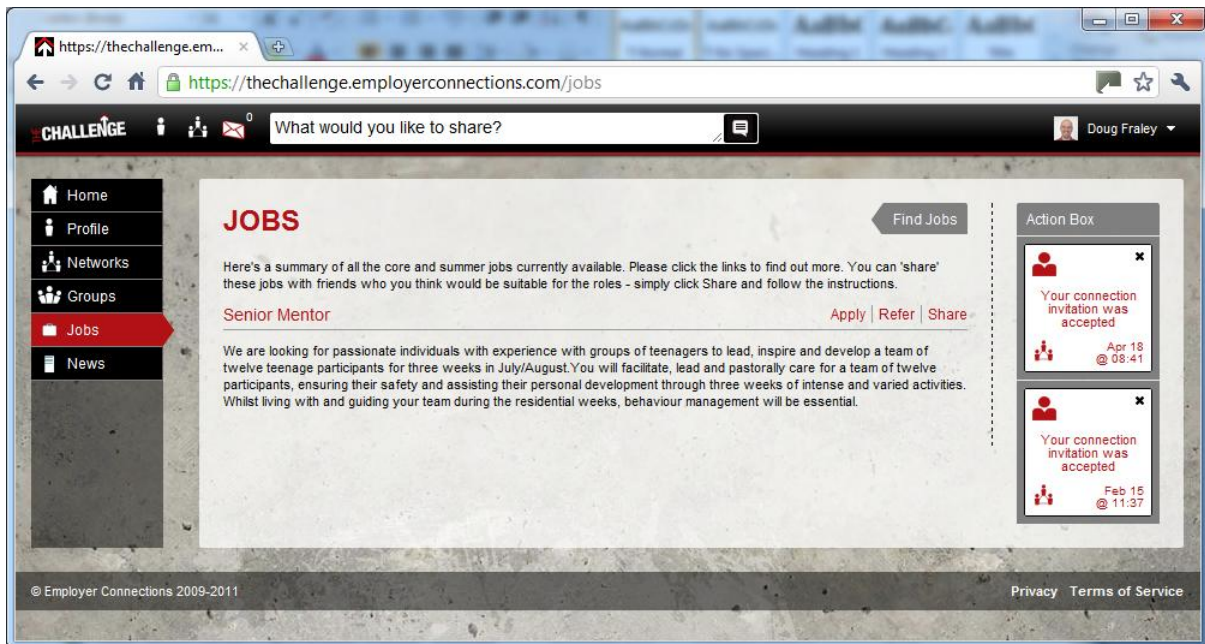 https://thechallenge.em...
https://thechallenge.employerconnections.com/jobs
THE CHALLENGE
0
What would you like to share?
Doug Fraley
Home
Profile
Networks
Groups
Jobs
News
JOBS
Find Jobs
Here's a summary of all the core and summer jobs currently available. Please click the links to find out more. You can 'share'
these jobs with friends who you think would be suitable for the roles - simply click Share and follow the instructions.
Senior Mentor
Apply | Refer | Share
We are looking for passionate individuals with experience with groups of teenagers to lead, inspire and develop a team of
twelve teenage participants for three weeks in July/August.You will facilitate, lead and pastorally care for a team of twelve
participants, ensuring their safety and assisting their personal development through three weeks of intense and varied activities.
Whilst living with and guiding your team during the residential weeks, behaviour management will be essential.
Action Box
Your connection
invitation was
accepted
Apr 18
@ 08:41
Your connection
invitation was
accepted
Feb 15
@ 11:37
© Employer Connections 2009-2011
Privacy Terms of Service